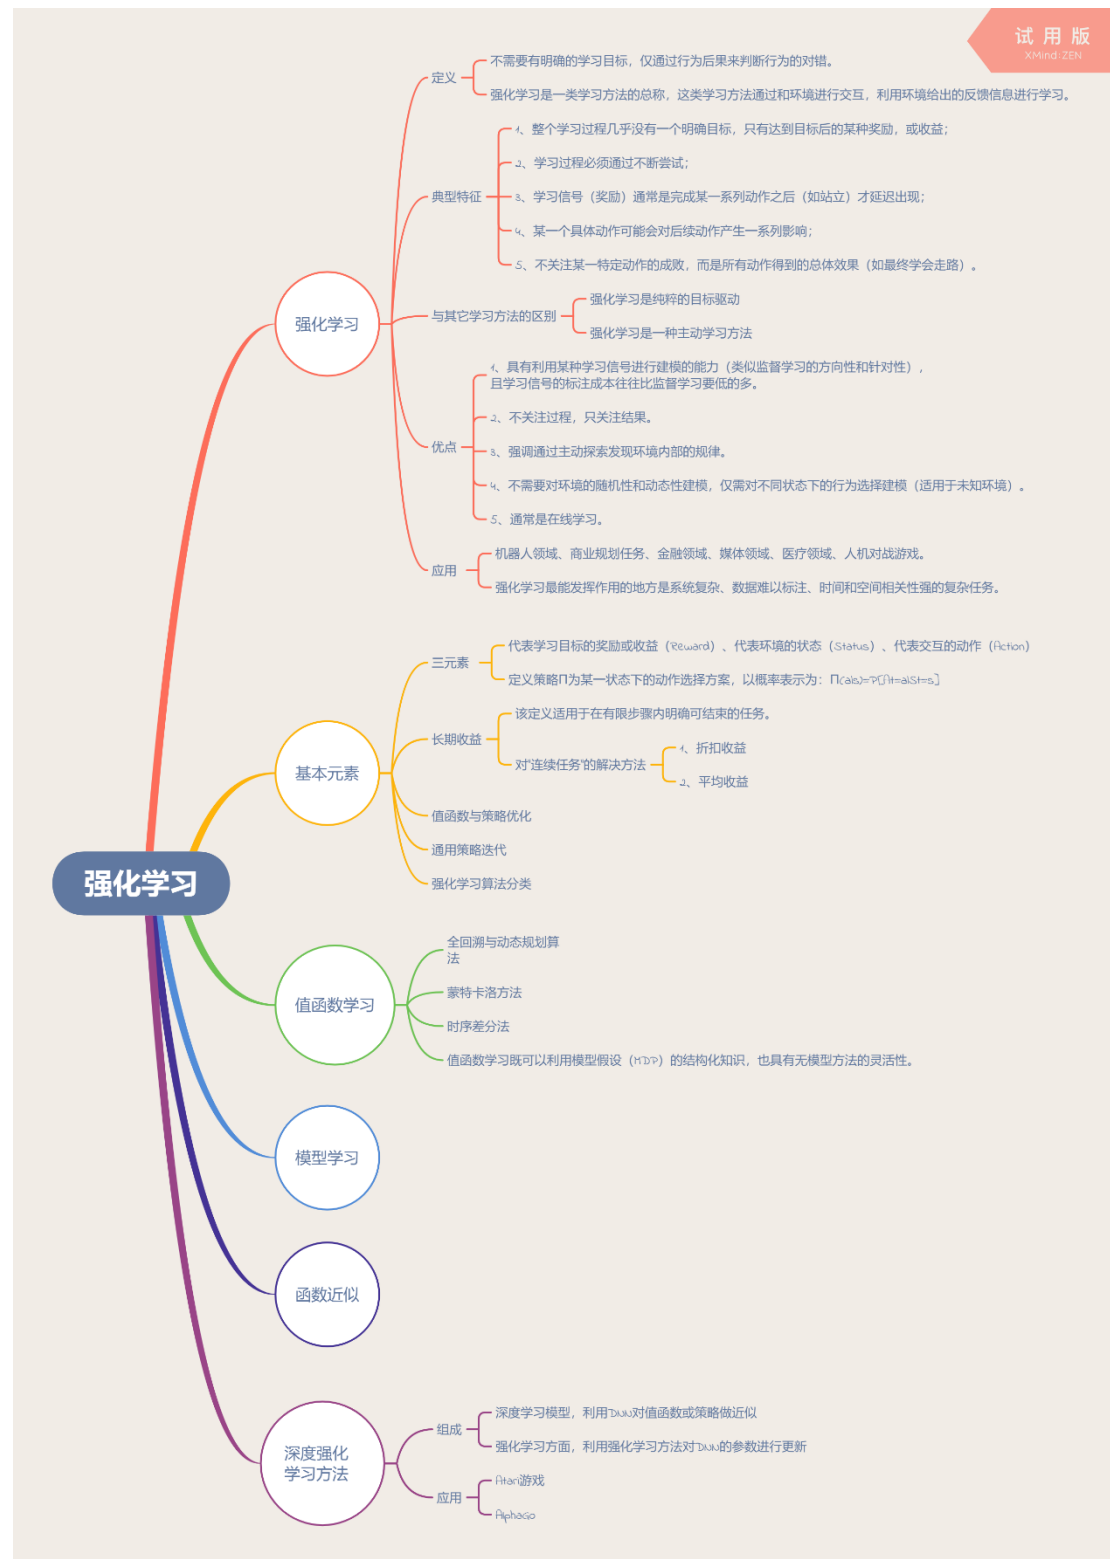 试用版
XMind:ZEN
强化学习
强化学习
定义
不需要有明确的学习目标，仅通过行为后果来判断行为的对错。
强化学习是一类学习方法的总称，这类学习方法通过和环境进行交互，利用环境给出的反馈信息进行学习。
典型特征
1、整个学习过程几乎没有一个明确目标，只有达到目标后的某种奖励，或收益；
2、学习过程必须通过不断尝试；
3、学习信号（奖励）通常是完成某一系列动作之后（如站立）才延迟出现；
4、某一个具体动作可能会对后续动作产生一系列影响；
5、不关注某一特定动作的成败，而是所有动作得到的总体效果（如最终学会走路）。
与其它学习方法的区别
强化学习是纯粹的目标驱动
强化学习是一种主动学习方法
优点
1、具有利用某种学习信号进行建模的能力（类似监督学习的方向性和针对性），
且学习信号的标注成本往往比监督学习要低的多。
2、不关注过程，只关注结果。
3、强调通过主动探索发现环境内部的规律。
4、不需要对环境的随机性和动态性建模，仅需对不同状态下的行为选择建模（适用于未知环境）。
5、通常是在线学习。
应用
机器人领域、商业规划任务、金融领域、媒体领域、医疗领域、人机对战游戏。
强化学习最能发挥作用的地方是系统复杂、数据难以标注、时间和空间相关性强的复杂任务。
基本元素
三元素
代表学习目标的奖励或收益（Reward）、代表环境的状态（Status）、代表交互的动作（Action）
定义策略Π为某一状态下的动作选择方案，以概率表示为：Π(a|s)=P[At=a|St=s]
长期收益
该定义适用于在有限步骤内明确可结束的任务。
对“连续任务”的解决方法
1、折扣收益
2、平均收益
值函数与策略优化
通用策略迭代
强化学习算法分类
值函数学习
全回溯与动态规划算
法
蒙特卡洛方法
时序差分法
值函数学习既可以利用模型假设（MDP）的结构化知识，也具有无模型方法的灵活性。
模型学习
函数近似
深度强化
学习方法
组成
深度学习模型，利用DNN对值函数或策略做近似
强化学习方面，利用强化学习方法对DNN的参数进行更新
应用
Atari游戏
AlphaGo